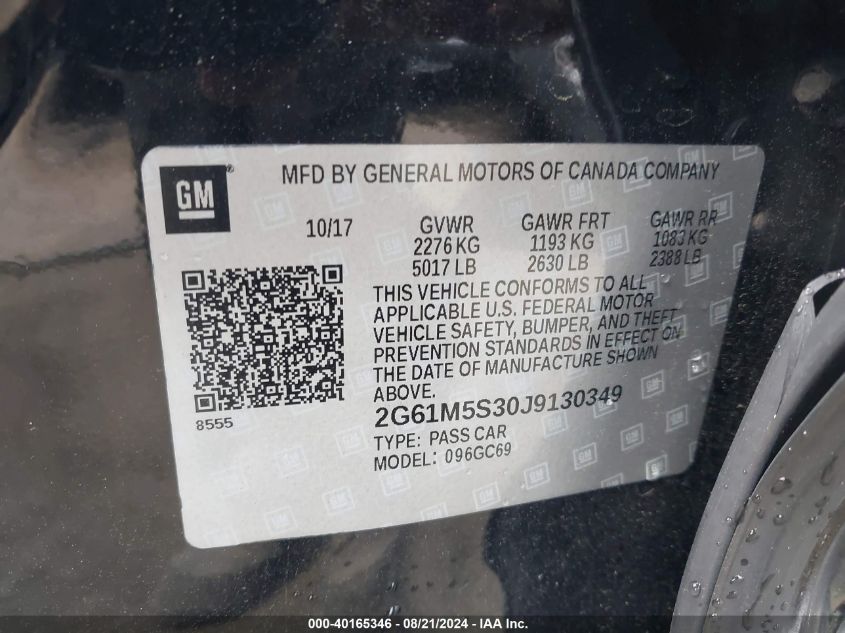 GM
MFD BY GENERAL MOTORS OF CANADA COMPANY
10/17 GVWR GAWR FRT GAWR RR
2276 KG 1193 KG 1083 KG
5017 LB 2630 LB 2388 LB
THIS VEHICLE CONFORMS TO ALL
APPLICABLE U.S. FEDERAL MOTOR
VEHICLE SAFETY, BUMPER, AND THEFT
PREVENTION STANDARDS IN EFFECT ON
THE DATE OF MANUFACTURE SHOWN
ABOVE.
8555
2G61M5S30J9130349
TYPE: PASS CAR
MODEL: 096GC69
000-40165346 - 08/21/2024 - IAA Inc.